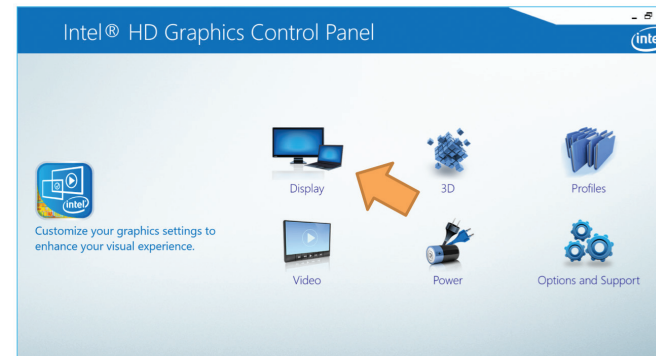 Intel® HD Graphics Control Panel
Display
3D
Profiles
intel
Customize your graphics settings to
enhance your visual experience.
Video
Power
Options and Support